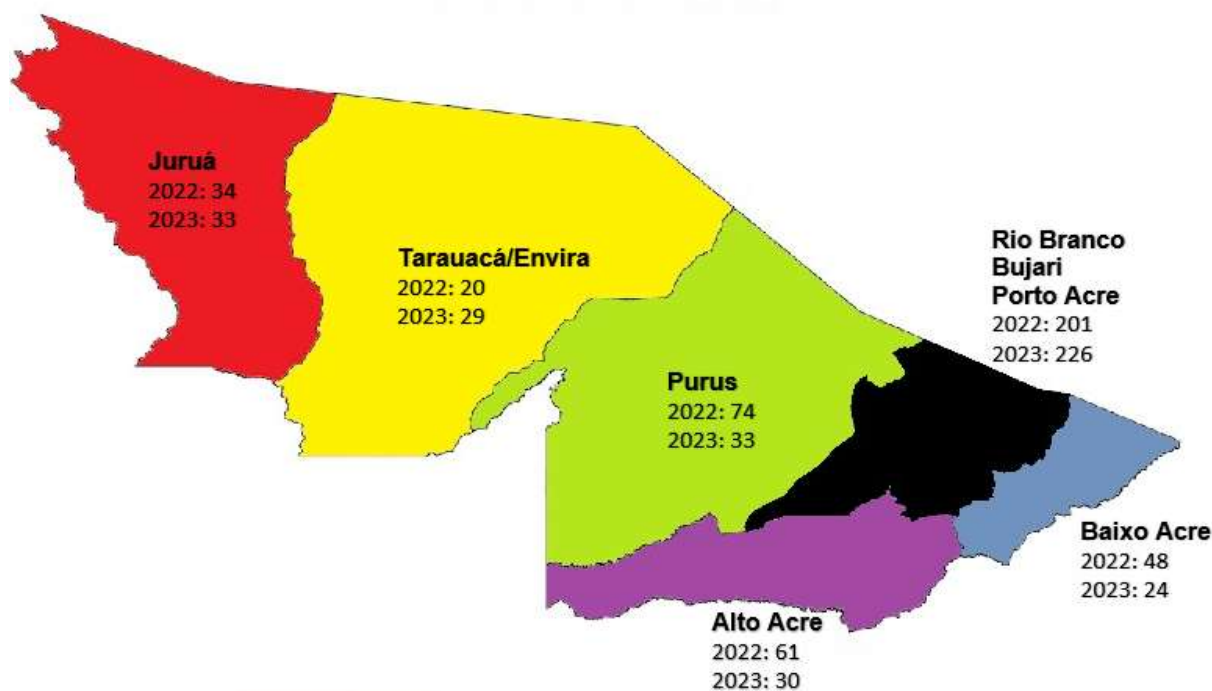 Juruá
2022: 34
2023: 33
Tarauacá/Envira
2022: 20
2023: 29
Rio Branco
Bujari
Porto Acre
2022: 201
2023: 226
Purus
2022: 74
2023: 33
Baixo Acre
2022: 48
2023: 24
Alto Acre
2022: 61
2023: 30